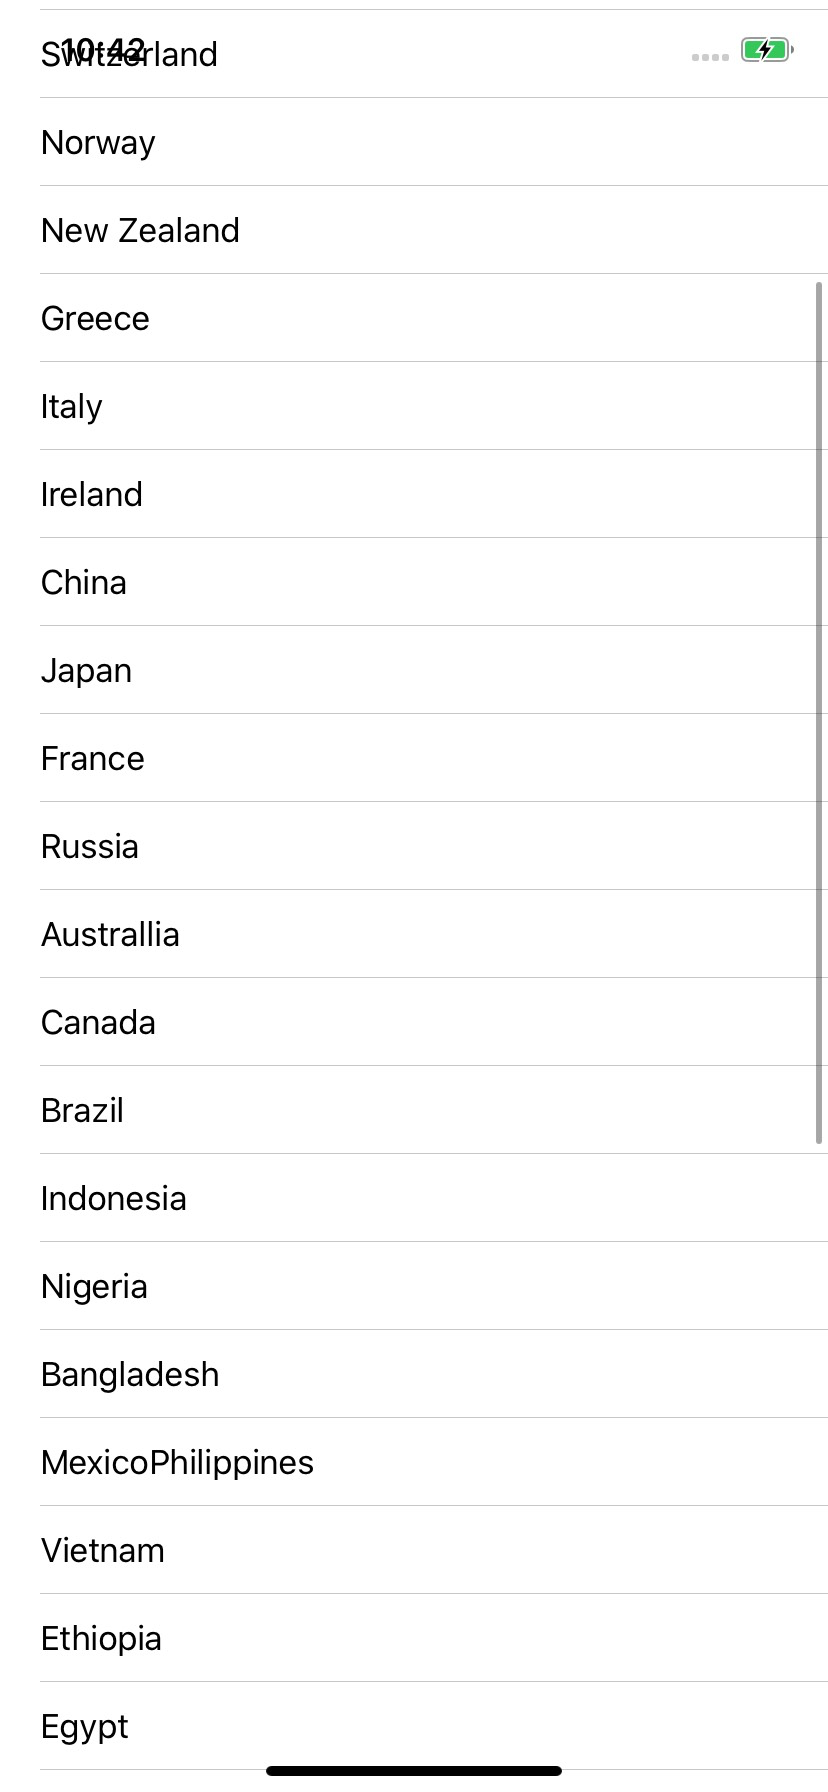 10:42
Switzerland
Norway
New Zealand
Greece
Italy
Ireland
China
Japan
France
Russia
Australlia
Canada
Brazil
Indonesia
Nigeria
Bangladesh
MexicoPhilippines
Vietnam
Ethiopia
Egypt